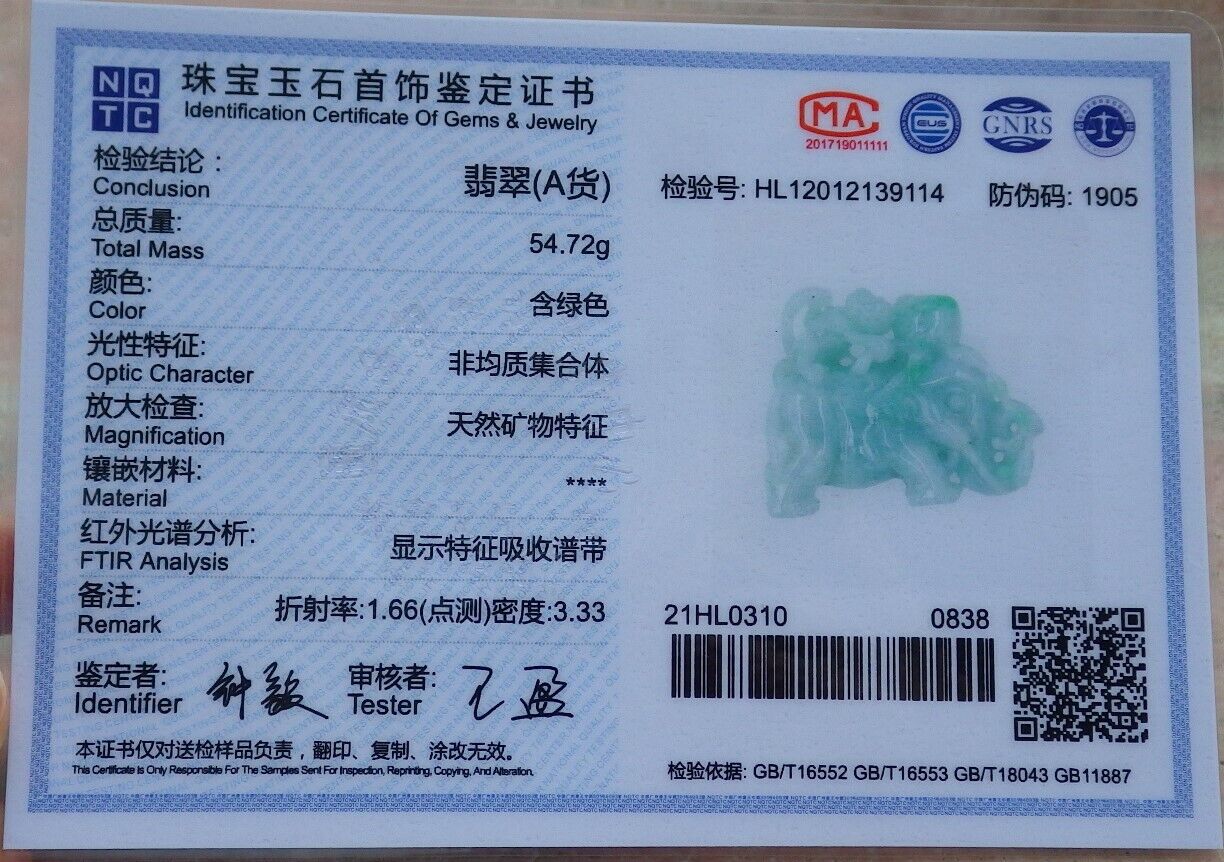 NQTC
珠宝玉石首饰鉴定证书
Identification Certificate Of Gems & Jewelry
检验结论：
Conclusion
翡翠(A货)
总质量:
Total Mass
54.72g
颜色:
Color
含绿色
光性特征:
Optic Character
非均质集合体
放大检查:
Magnification
天然矿物特征
镶嵌材料:
Material
****
红外光谱分析:
FTIR Analysis
显示特征吸收谱带
备注:
Remark
折射率:1.66(点测)密度:3.33
鉴定者:
Identifier
审核者:
Tester
本证书仅对送检样品负责，翻印、复制、涂改无效。
This Certificate Is Only Responsible For The Samples Sent For Inspection, Reprinting, Copying, And Alteration.
MA
201719011111
GNRS
检验号: HL12012139114 防伪码: 1905
21HL0310 0838
检验依据: GB/T16552 GB/T16553 GB/T18043 GB11887